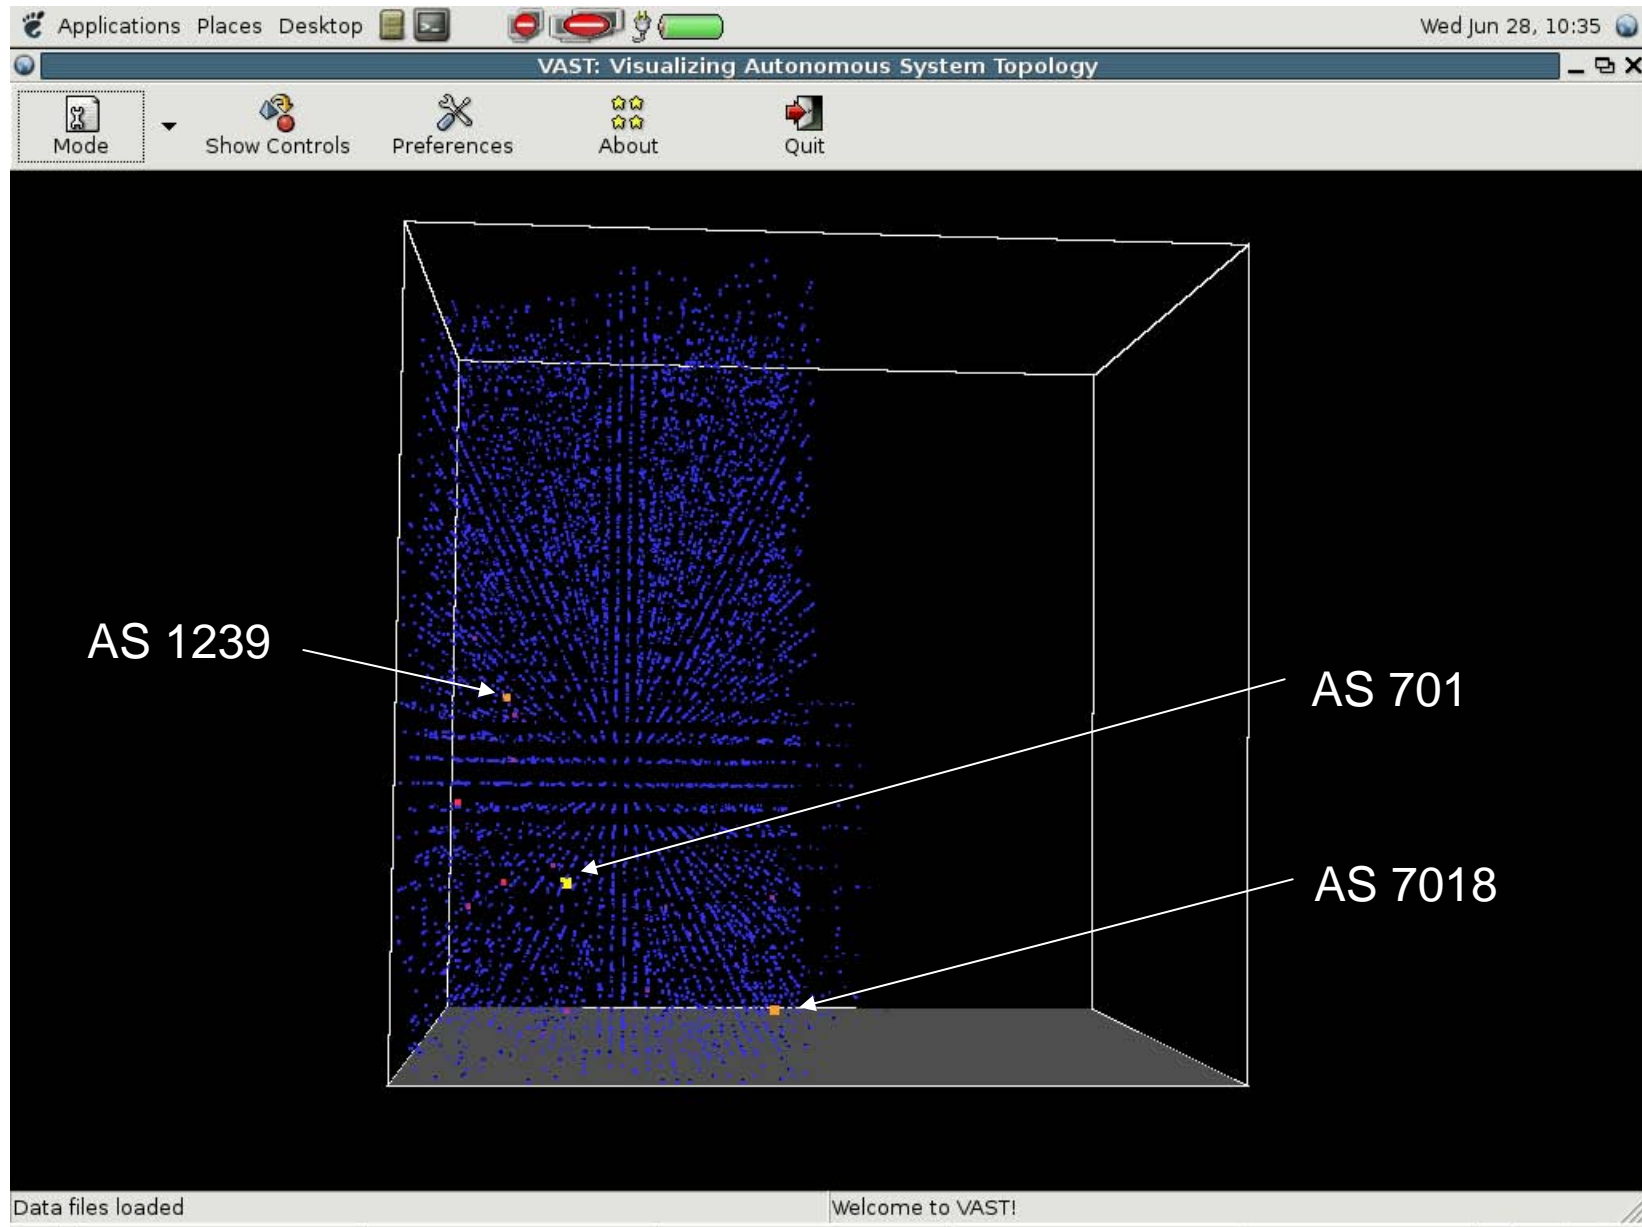 Applications Places Desktop Wed Jun 28, 10:35
VAST: Visualizing Autonomous System Topology
Mode Show Controls Preferences About Quit
AS 1239
AS 701
AS 7018
Data files loaded Welcome to VAST!